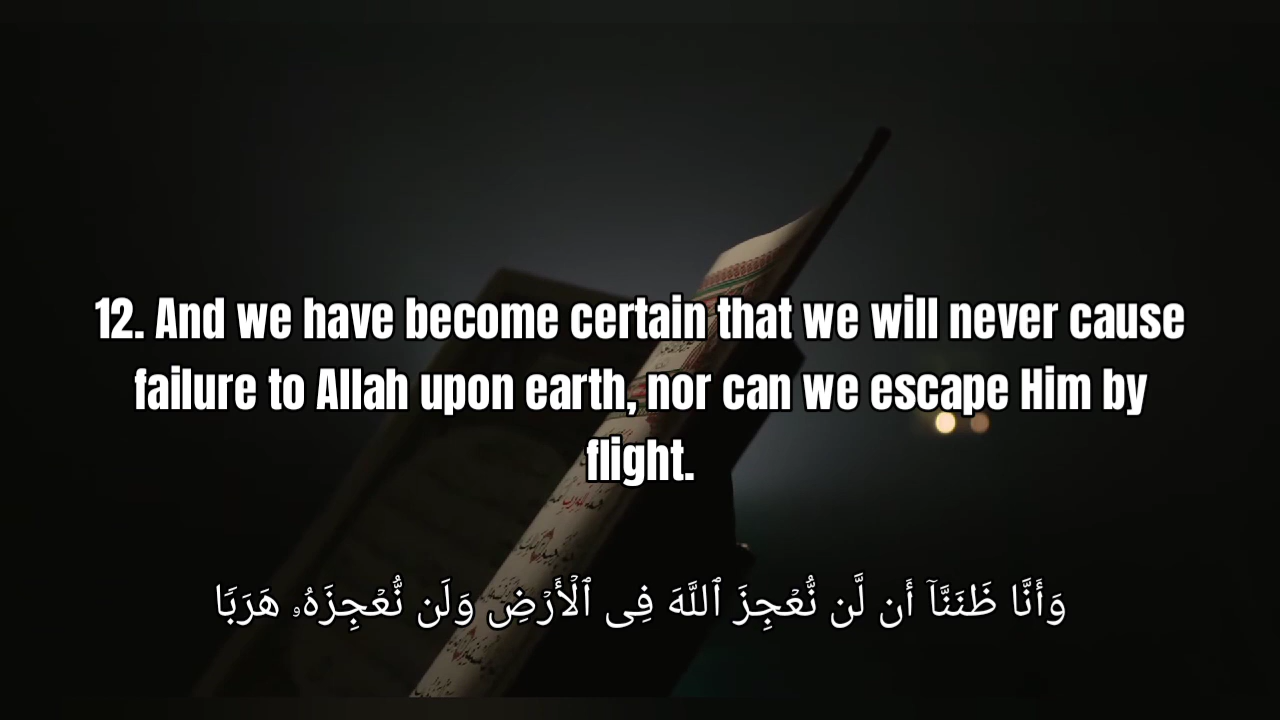 12. And we have become certain that we will never cause
failure to Allah upon earth, nor can we escape Him by
flight.
وَأَنَّا ظَنَنَّآ أَن لَّن نُّعْجِزَ ٱللَّهَ فِى ٱلْأَرْضِ وَلَن نُّعْجِزَهُۥ هَرَبًا